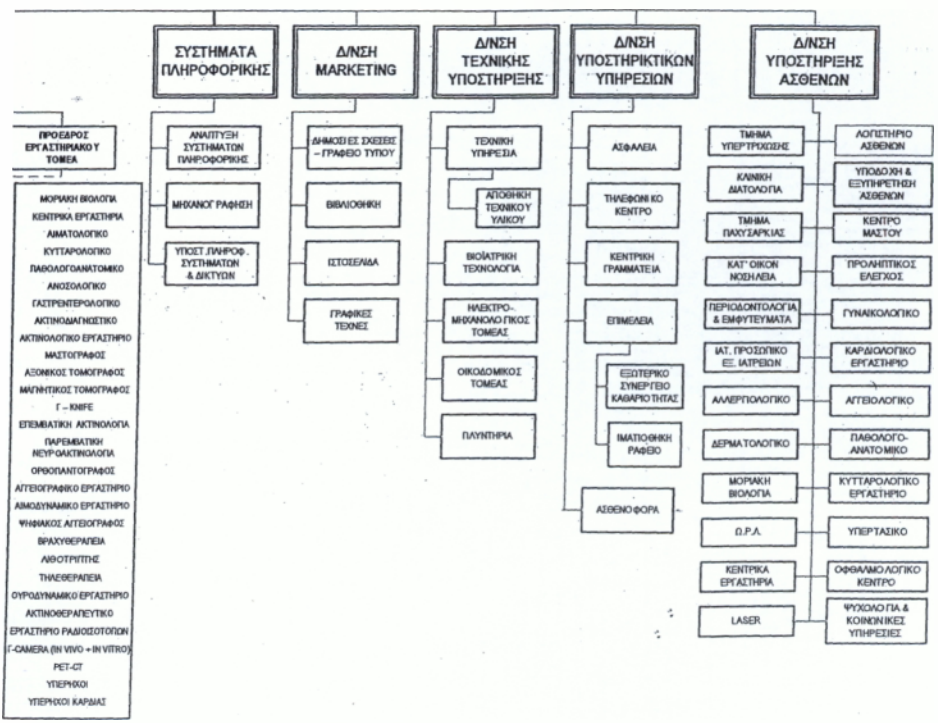 ΣΥΣΤΗΜΑΤΑ
ΠΛΗΡΟΦΟΡΙΚΗΣ
Δ/ΝΣΗ
MARKETING
Δ/ΝΣΗ
ΤΕΧΝΙΚΗΣ
ΥΠΟΣΤΗΡΙΞΗΣ
Δ/ΝΣΗ
ΥΠΟΣΤΗΡΙΚΤΙΚΩΝ
ΥΠΗΡΕΣΙΩΝ
Δ/ΝΣΗ
ΥΠΟΣΤΗΡΙΞΗΣ
ΑΣΘΕΝΩΝ
ΠΡΟΕΔΡΟΣ
ΕΡΓΑΣΤΗΡΙΑΚΟΥ
ΤΟΜΕΑ
ΜΟΡΙΑΚΗ ΒΙΟΛΟΓΙΑ
ΚΕΝΤΡΙΚΑ ΕΡΓΑΣΤΗΡΙΑ
ΑΙΜΑΤΟΛΟΓΙΚΟ
ΚΥΤΤΑΡΟΛΟΓΙΚΟ
ΠΑΘΟΛΟΓΟΑΝΑΤΟΜΙΚΟ
ΑΝΟΣΟΛΟΓΙΚΟ
ΓΑΣΤΡΕΝΤΕΡΟΛΟΓΙΚΟ
ΑΚΤΙΝΟΔΙΑΓΝΩΣΤΙΚΟ
ΑΚΤΙΝΟΛΟΓΙΚΟ ΕΡΓΑΣΤΗΡΙΟ
ΜΑΣΤΟΓΡΑΦΟΣ
ΑΞΟΝΙΚΟΣ ΤΟΜΟΓΡΑΦΟΣ
ΜΑΓΝΗΤΙΚΟΣ ΤΟΜΟΓΡΑΦΟΣ
Γ – KNIFE
ΕΠΕΜΒΑΤΙΚΗ ΑΚΤΙΝΟΛΟΓΙΑ
ΠΑΡΕΜΒΑΤΙΚΗ
ΝΕΥΡΟΑΚΤΙΝΟΛΟΓΙΑ
ΟΡΘΟΠΑΝΤΟΓΡΑΦΟΣ
ΑΓΓΕΙΟΓΡΑΦΙΚΟ ΕΡΓΑΣΤΗΡΙΟ
ΑΙΜΟΔΥΝΑΜΙΚΟ ΕΡΓΑΣΤΗΡΙΟ
ΨΗΦΙΑΚΟΣ ΑΓΓΕΙΟΓΡΑΦΟΣ
ΒΡΑΧΥΘΕΡΑΠΕΙΑ
ΛΙΘΟΤΡΙΠΤΗΣ
ΤΗΛΕΘΕΡΑΠΕΙΑ
ΟΥΡΟΔΥΝΑΜΙΚΟ ΕΡΓΑΣΤΗΡΙΟ
ΑΚΤΙΝΟΘΕΡΑΠΕΥΤΙΚΟ
ΕΡΓΑΣΤΗΡΙΟ ΡΑΔΙΟΙΣΟΤΟΠΩΝ
Γ-CAMERA (IN VIVO + IN VITRO)
PET-CT
ΥΠΕΡΗΧΟΙ
ΥΠΕΡΗΧΟΙ ΚΑΡΔΙΑΣ
ΑΝΑΠΤΥΞΗ
ΣΥΣΤΗΜΑΤΩΝ
ΠΛΗΡΟΦΟΡΙΚΗΣ
ΜΗΧΑΝΟΓΡΑΦΗΣΗ
ΥΠΟΣΤ. ΠΛΗΡΟΦ.
ΣΥΣΤΗΜΑΤΩΝ
& ΔΙΚΤΥΩΝ
ΔΗΜΟΣΙΕΣ ΣΧΕΣΕΙΣ
– ΓΡΑΦΕΙΟ ΤΥΠΟΥ
ΒΙΒΛΙΟΘΗΚΗ
ΙΣΤΟΣΕΛΙΔΑ
ΓΡΑΦΙΚΕΣ
ΤΕΧΝΕΣ
ΤΕΧΝΙΚΗ
ΥΠΗΡΕΣΙΑ
ΑΠΟΘΗΚΗ
ΤΕΧΝΙΚΟΥ
ΥΛΙΚΟΥ
ΒΙΟΪΑΤΡΙΚΗ
ΤΕΧΝΟΛΟΓΙΑ
ΗΛΕΚΤΡΟ-
ΜΗΧΑΝΟΛΟΓΙΚΟΣ
ΤΟΜΕΑΣ
ΟΙΚΟΔΟΜΙΚΟΣ
ΤΟΜΕΑΣ
ΠΛΥΝΤΗΡΙΑ
ΑΣΦΑΛΕΙΑ
ΤΗΛΕΦΩΝΙΚΟ
ΚΕΝΤΡΟ
ΚΕΝΤΡΙΚΗ
ΓΡΑΜΜΑΤΕΙΑ
ΕΠΙΜΕΛΕΙΑ
ΕΞΩΤΕΡΙΚΟ
ΣΥΝΕΡΓΕΙΟ
ΚΑΘΑΡΙΟΤΗΤΑΣ
ΙΜΑΤΙΟΘΗΚΗ
ΡΑΦΕΙΟ
ΑΣΘΕΝΟΦΟΡΑ
ΤΜΗΜΑ
ΥΠΕΡΤΡΙΧΩΣΗΣ
ΛΟΓΙΣΤΗΡΙΟ
ΑΣΘΕΝΩΝ
ΚΛΙΝΙΚΗ
ΔΙΑΤΟΛΟΓΙΑ
ΥΠΟΔΟΧΗ &
ΕΞΥΠΗΡΕΤΗΣΗ
ΑΣΘΕΝΩΝ
ΤΜΗΜΑ
ΠΑΧΥΣΑΡΚΙΑΣ
ΚΕΝΤΡΟ
ΜΑΣΤΟΥ
ΚΑΤ' ΟΙΚΟΝ
ΝΟΣΗΛΕΙΑ
ΠΡΟΛΗΠΤΙΚΟΣ
ΕΛΕΓΧΟΣ
ΠΕΡΙΟΔΟΝΤΟΛΟΓΙΑ
& ΕΜΦΥΤΕΥΜΑΤΑ
ΓΥΝΑΙΚΟΛΟΓΙΚΟ
ΙΑΤ. ΠΡΟΣΩΠΙΚΟ
ΕΞ. ΙΑΤΡΕΙΩΝ
ΚΑΡΔΙΟΛΟΓΙΚΟ
ΕΡΓΑΣΤΗΡΙΟ
ΑΛΛΕΡΓΙΟΛΟΓΙΚΟ
ΑΓΓΕΙΟΛΟΓΙΚΟ
ΔΕΡΜΑΤΟΛΟΓΙΚΟ
ΠΑΘΟΛΟΓΟ-
ΑΝΑΤΟΜΙΚΟ
ΜΟΡΙΑΚΗ
ΒΙΟΛΟΓΙΑ
ΚΥΤΤΑΡΟΛΟΓΙΚΟ
ΕΡΓΑΣΤΗΡΙΟ
Ω.Ρ.Λ.
ΥΠΕΡΤΑΣΙΚΟ
ΚΕΝΤΡΙΚΑ
ΕΡΓΑΣΤΗΡΙΑ
ΟΦΘΑΛΜΟΛΟΓΙΚΟ
ΚΕΝΤΡΟ
LASER
ΨΥΧΟΛΟΓΙΑ &
ΚΟΙΝΩΝΙΚΕΣ
ΥΠΗΡΕΣΙΕΣ